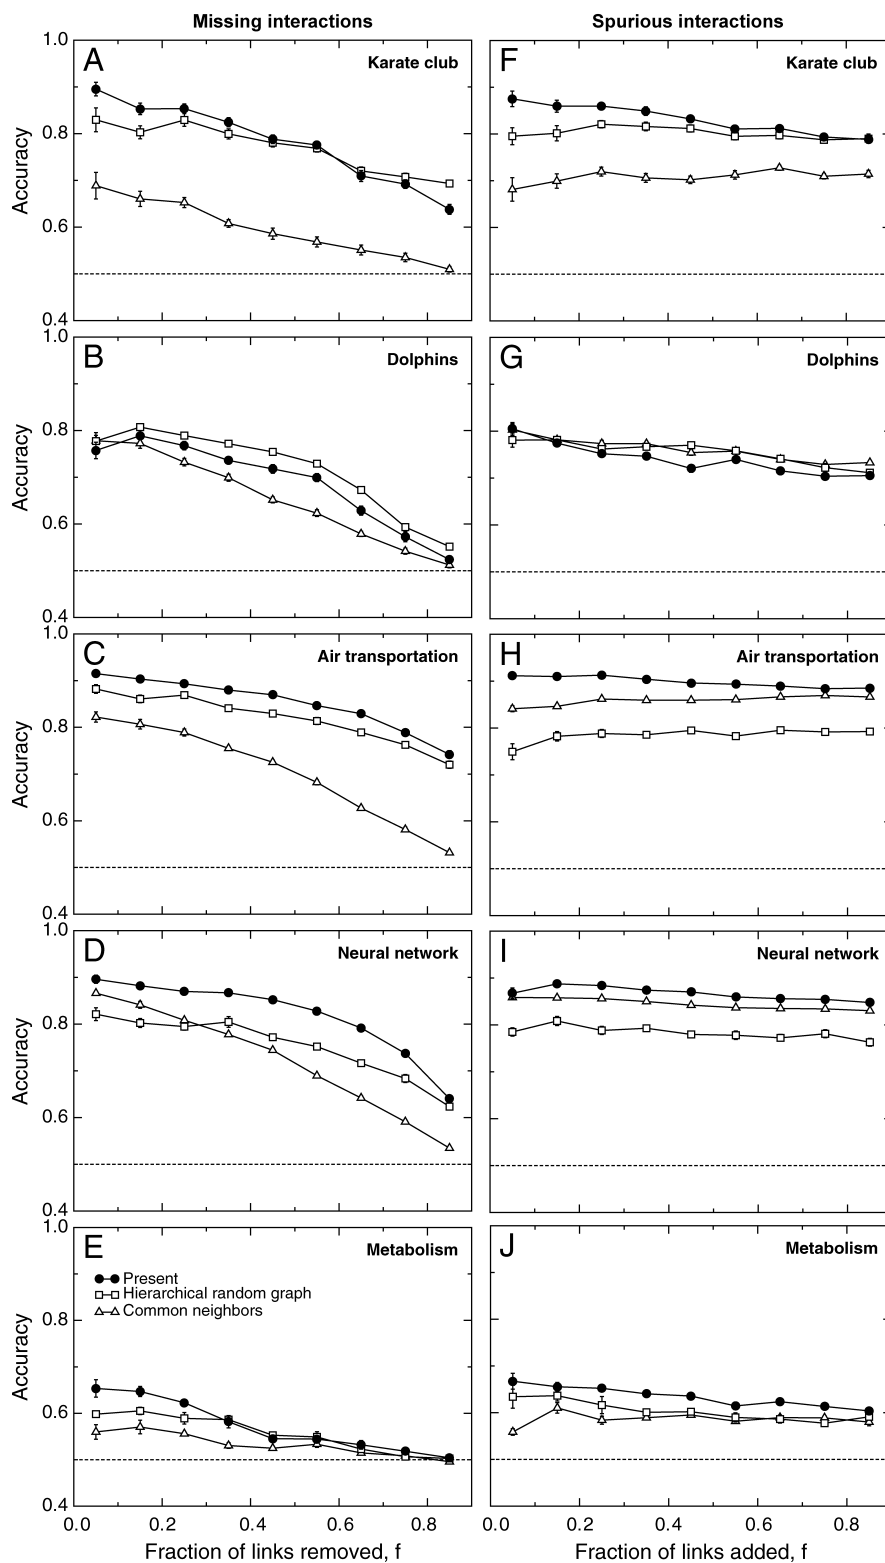 Missing interactions
Spurious interactions
A
Karate club
F
Karate club
1.0
0.8
0.6
0.4
Accuracy
B
Dolphins
G
Dolphins
1.0
0.8
0.6
0.4
Accuracy
C
Air transportation
H
Air transportation
1.0
0.8
0.6
0.4
Accuracy
D
Neural network
I
Neural network
1.0
0.8
0.6
0.4
Accuracy
E
Metabolism
J
Metabolism
Present
Hierarchical random graph
Common neighbors
1.0
0.8
0.6
0.4
Accuracy
0.0 0.2 0.4 0.6 0.8
0.0 0.2 0.4 0.6 0.8
Fraction of links removed, f
Fraction of links added, f